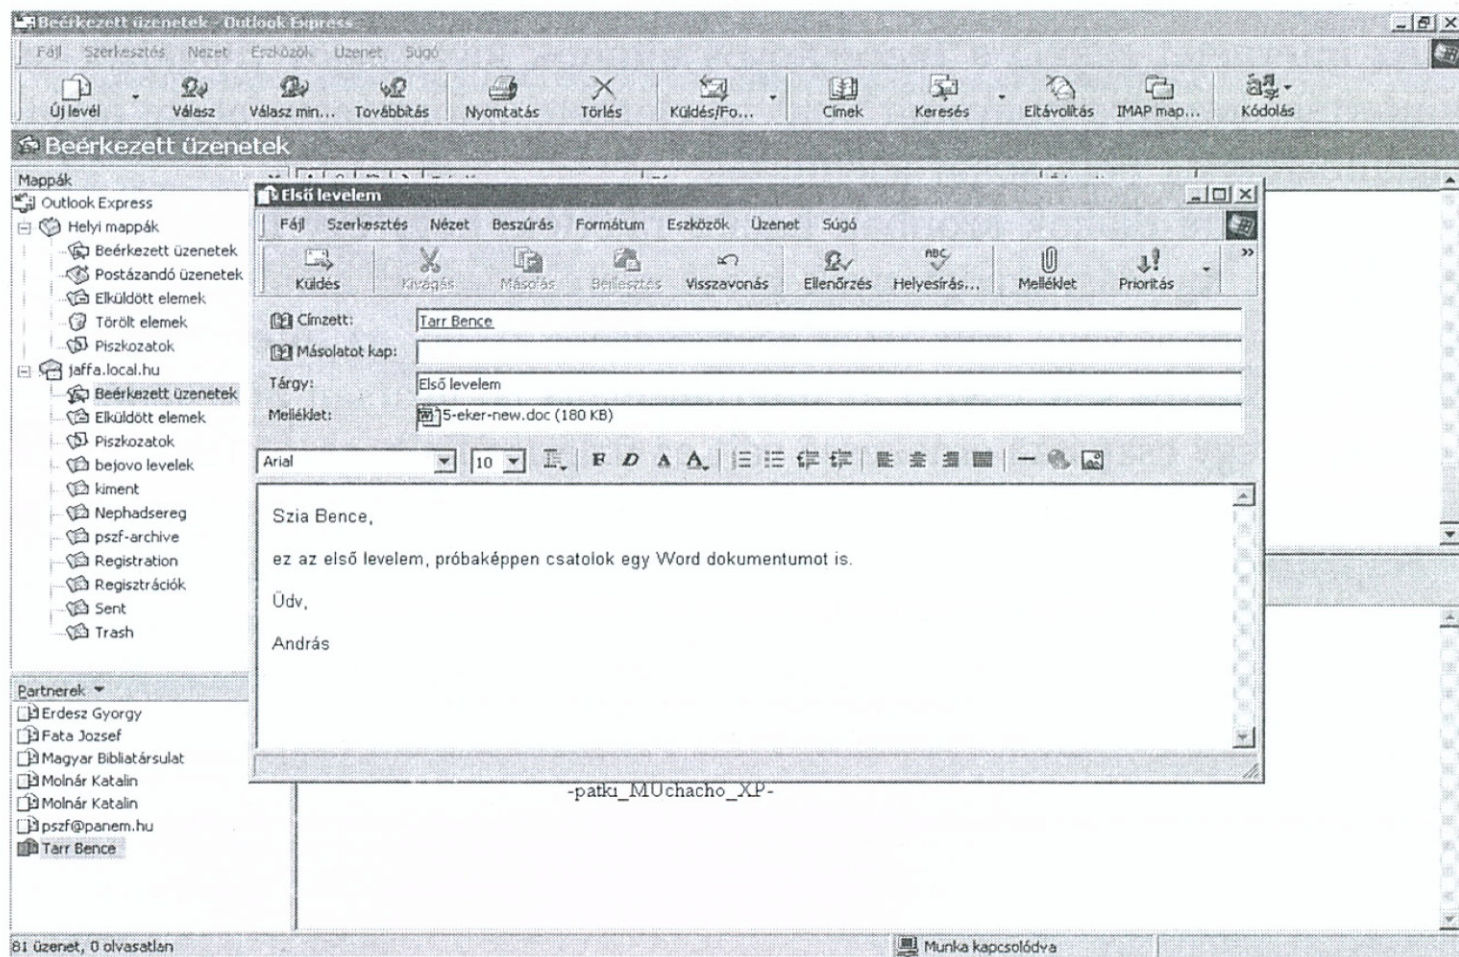 Beérkezett üzenetek - Outlook Express
Fájl Szerkesztés Nézet Eszközök Üzenet Súgó
Új levél Válasz Válasz min... Továbbítás Nyomtatás Törlés Küldés/Fo... Címek Keresés Eltávolítás IMAP map... Kódolás
Beérkezett üzenetek
Mappák
Outlook Express
Helyi mappák
Beérkezett üzenetek
Postázandó üzenetek
Elküldött elemek
Törölt elemek
Piszkozatok
jaffa.local.hu
Beérkezett üzenetek
Elküldött elemek
Piszkozatok
bejovo levelek
kiment
Nephadsereg
pszf-archive
Registration
Regisztrációk
Sent
Trash
Partnerek
Erdesz Gyorgy
Fata Jozsef
Magyar Bibliatársulat
Molnár Katalin
Molnár Katalin
pszf@panem.hu
Tarr Bence
Első levelem
Fájl Szerkesztés Nézet Beszúrás Formátum Eszközök Üzenet Súgó
Küldés Kivágás Másolás Beillesztés Visszavonás Ellenőrzés Helyesírás... Melléklet Prioritás »
Címzett: Tarr Bence
Másolatot kap:
Tárgy: Első levelem
Melléklet: 5-eker-new.doc (180 KB)
Arial 10 F D A A
Szia Bence,
ez az első levelem, próbaképpen csatolok egy Word dokumentumot is.
Üdv,
András
-patki_MUchacho_XP-
81 üzenet, 0 olvasatlan Munka kapcsolódva